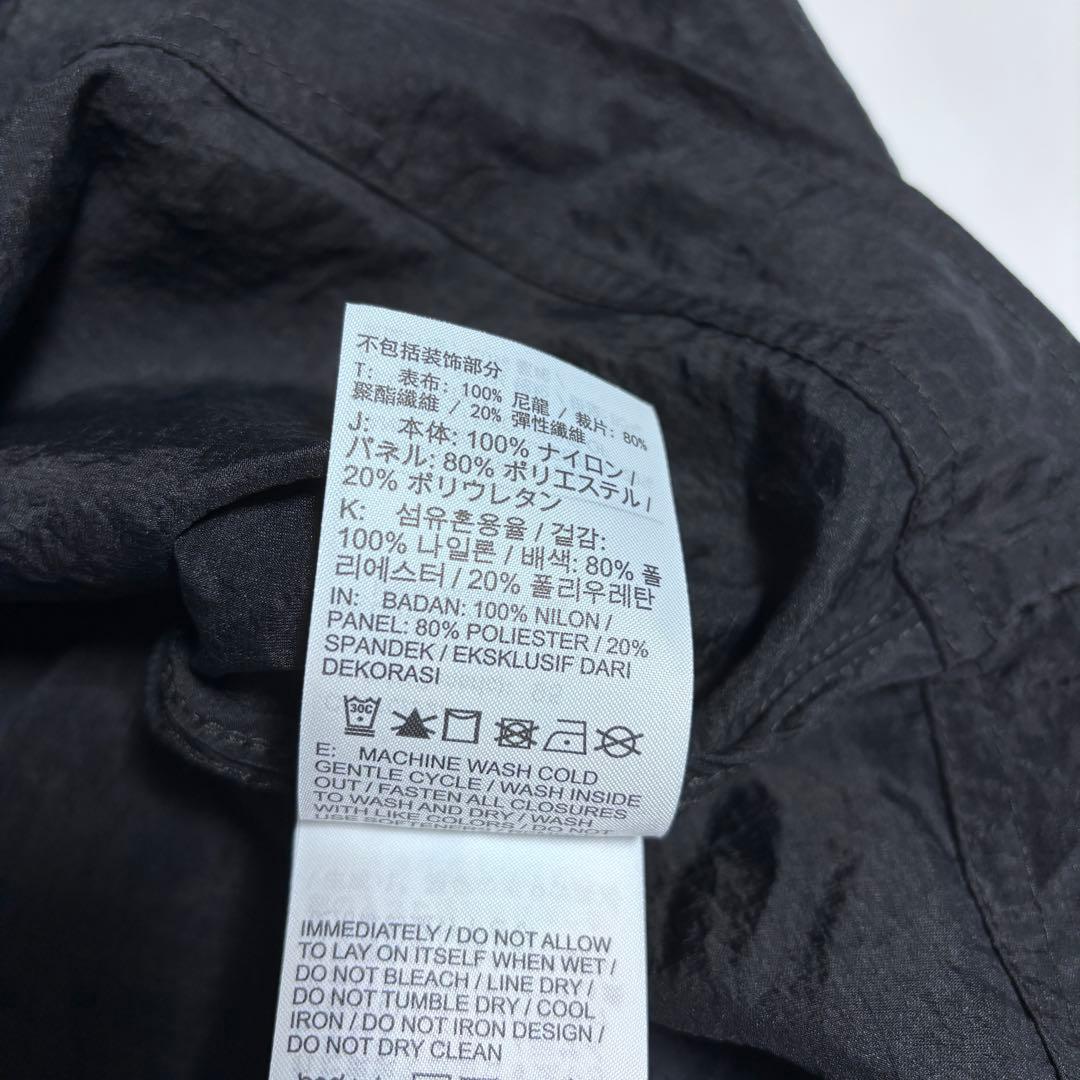 不包括装饰部分
T: 表布: 100% 尼龍 / 裁片: 80%
聚酯纖維 / 20% 彈性纖維
J: 本体: 100% ナイロン /
パネル: 80% ポリエステル /
20% ポリウレタン
K: 섬유혼용율 / 겉감:
100% 나일론 / 배색: 80% 폴
리에스터 / 20% 폴리우레탄
IN: BADAN: 100% NILON /
PANEL: 80% POLIESTER / 20%
SPANDEK / EKSKLUSIF DARI
DEKORASI
30C
E: MACHINE WASH COLD
GENTLE CYCLE / WASH INSIDE
OUT / FASTEN ALL CLOSURES
TO WASH AND DRY / WASH
WITH LIKE COLORS / DO NOT
USE SOFTENER
IMMEDIATELY / DO NOT ALLOW
TO LAY ON ITSELF WHEN WET /
DO NOT BLEACH / LINE DRY /
DO NOT TUMBLE DRY / COOL
IRON / DO NOT IRON DESIGN /
DO NOT DRY CLEAN